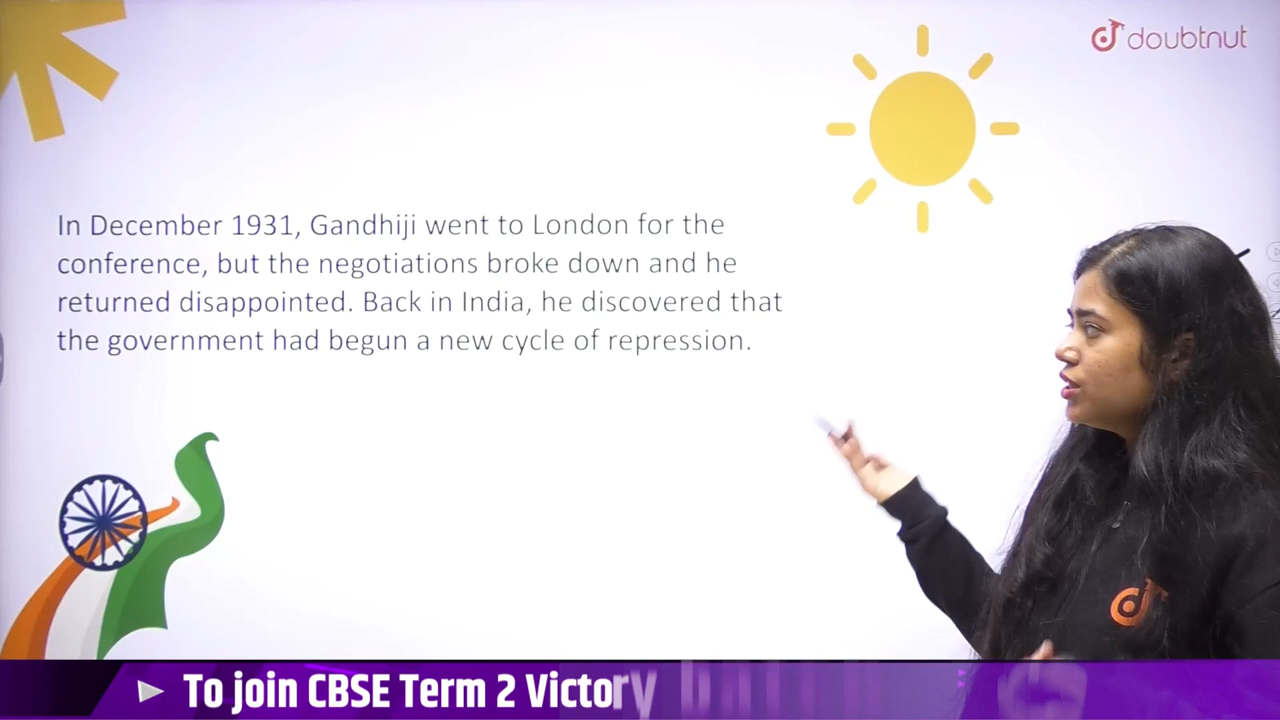 doubtnut
In December 1931, Gandhiji went to London for the
conference, but the negotiations broke down and he
returned disappointed. Back in India, he discovered that
the government had begun a new cycle of repression.
To join CBSE Term 2 Victory